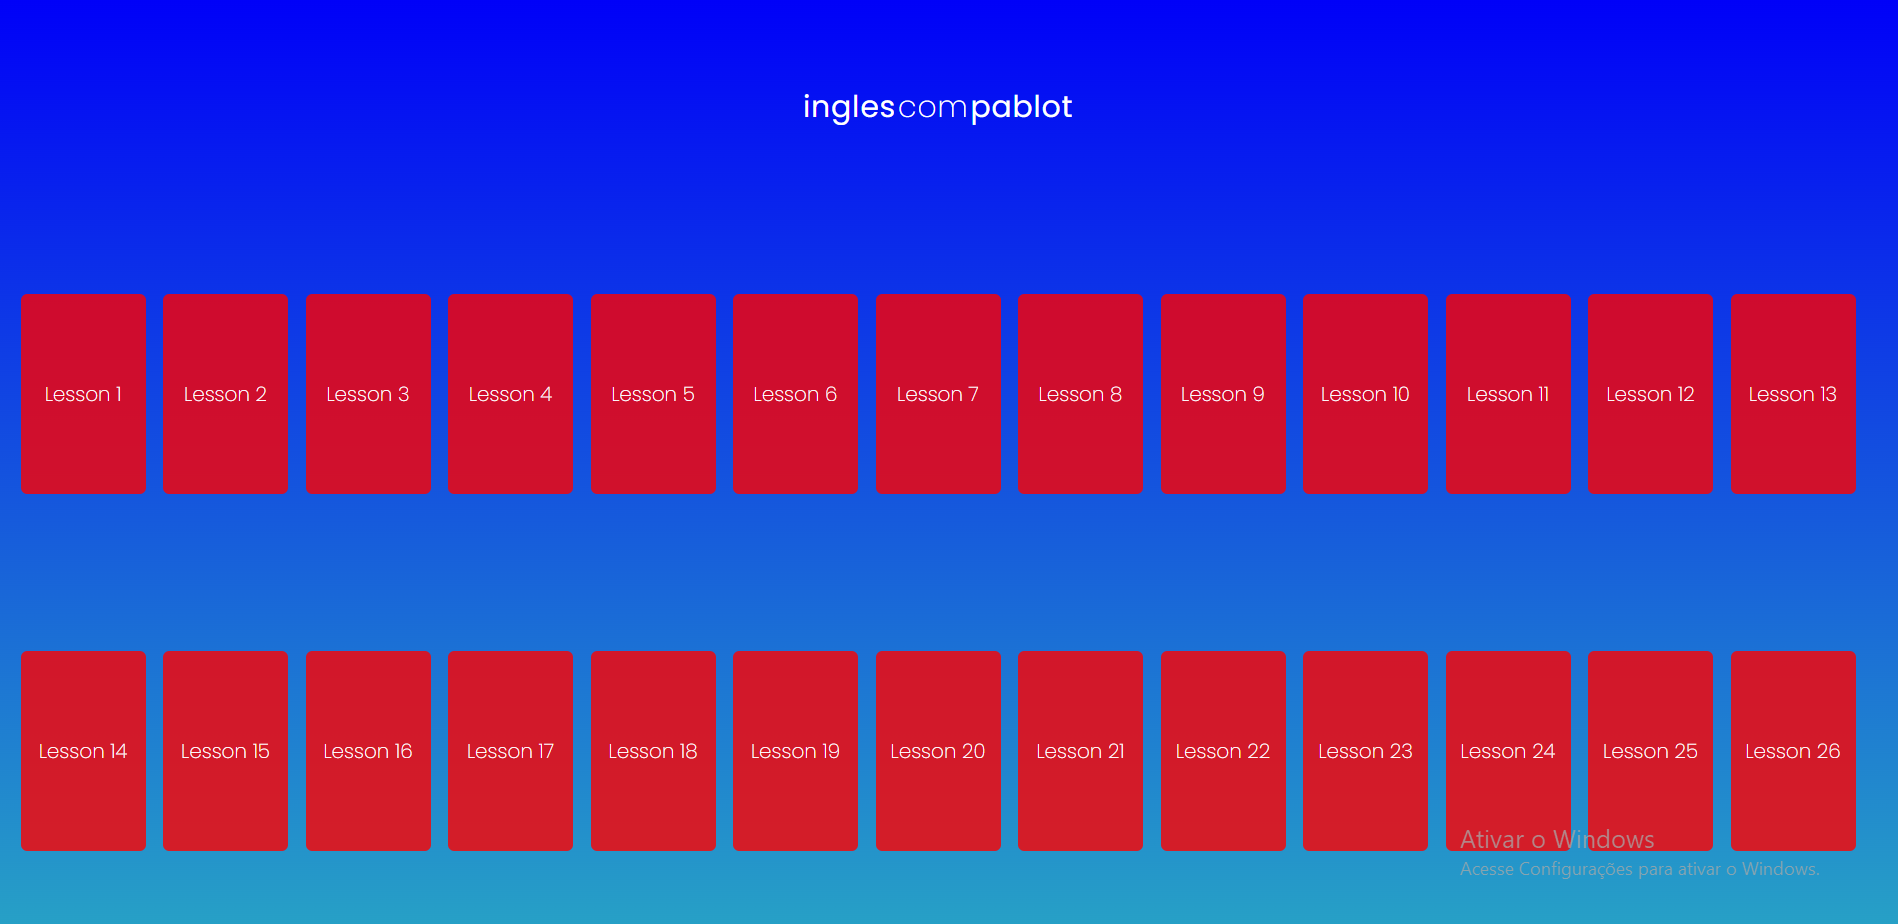 inglescompablot
Lesson 1 Lesson 2 Lesson 3 Lesson 4 Lesson 5 Lesson 6 Lesson 7 Lesson 8 Lesson 9 Lesson 10 Lesson 11 Lesson 12 Lesson 13
Lesson 14 Lesson 15 Lesson 16 Lesson 17 Lesson 18 Lesson 19 Lesson 20 Lesson 21 Lesson 22 Lesson 23 Lesson 24 Lesson 25 Lesson 26
Ativar o Windows
Acesse Configurações para ativar o Windows.